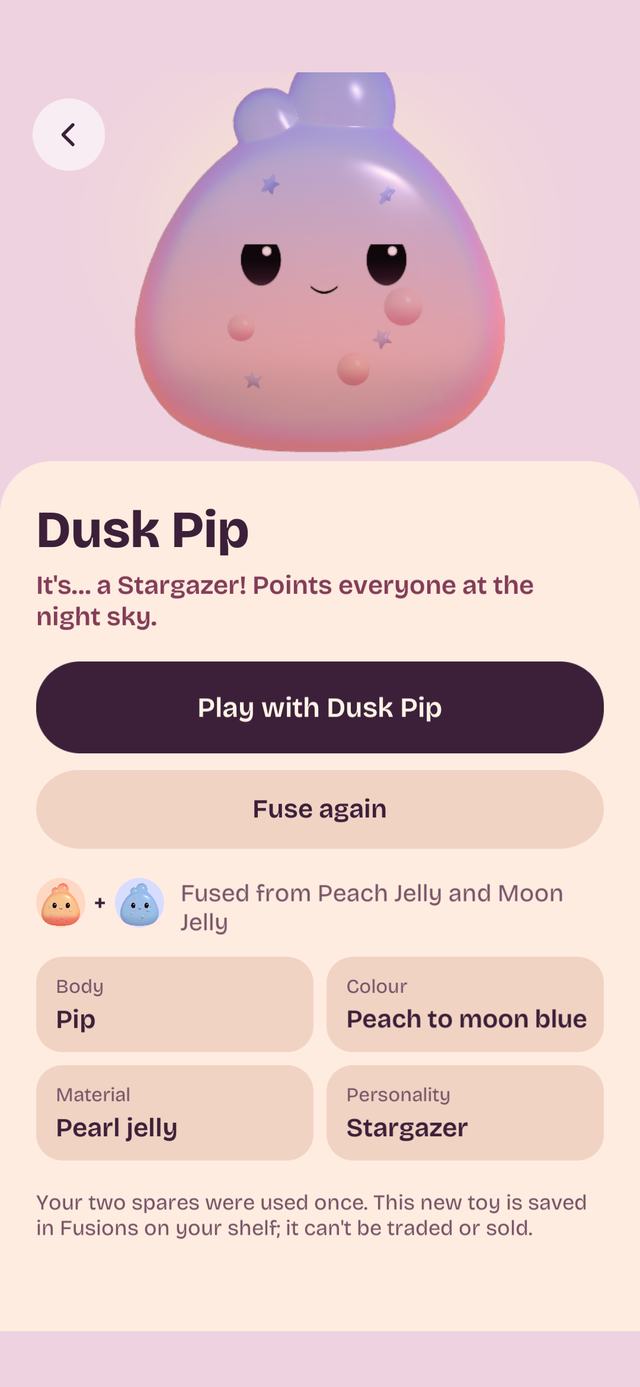 Dusk Pip
It's... a Stargazer! Points everyone at the
night sky.
Play with Dusk Pip
Fuse again
+
Fused from Peach Jelly and Moon
Jelly
Body
Pip
Colour
Peach to moon blue
Material
Pearl jelly
Personality
Stargazer
Your two spares were used once. This new toy is saved
in Fusions on your shelf; it can't be traded or sold.